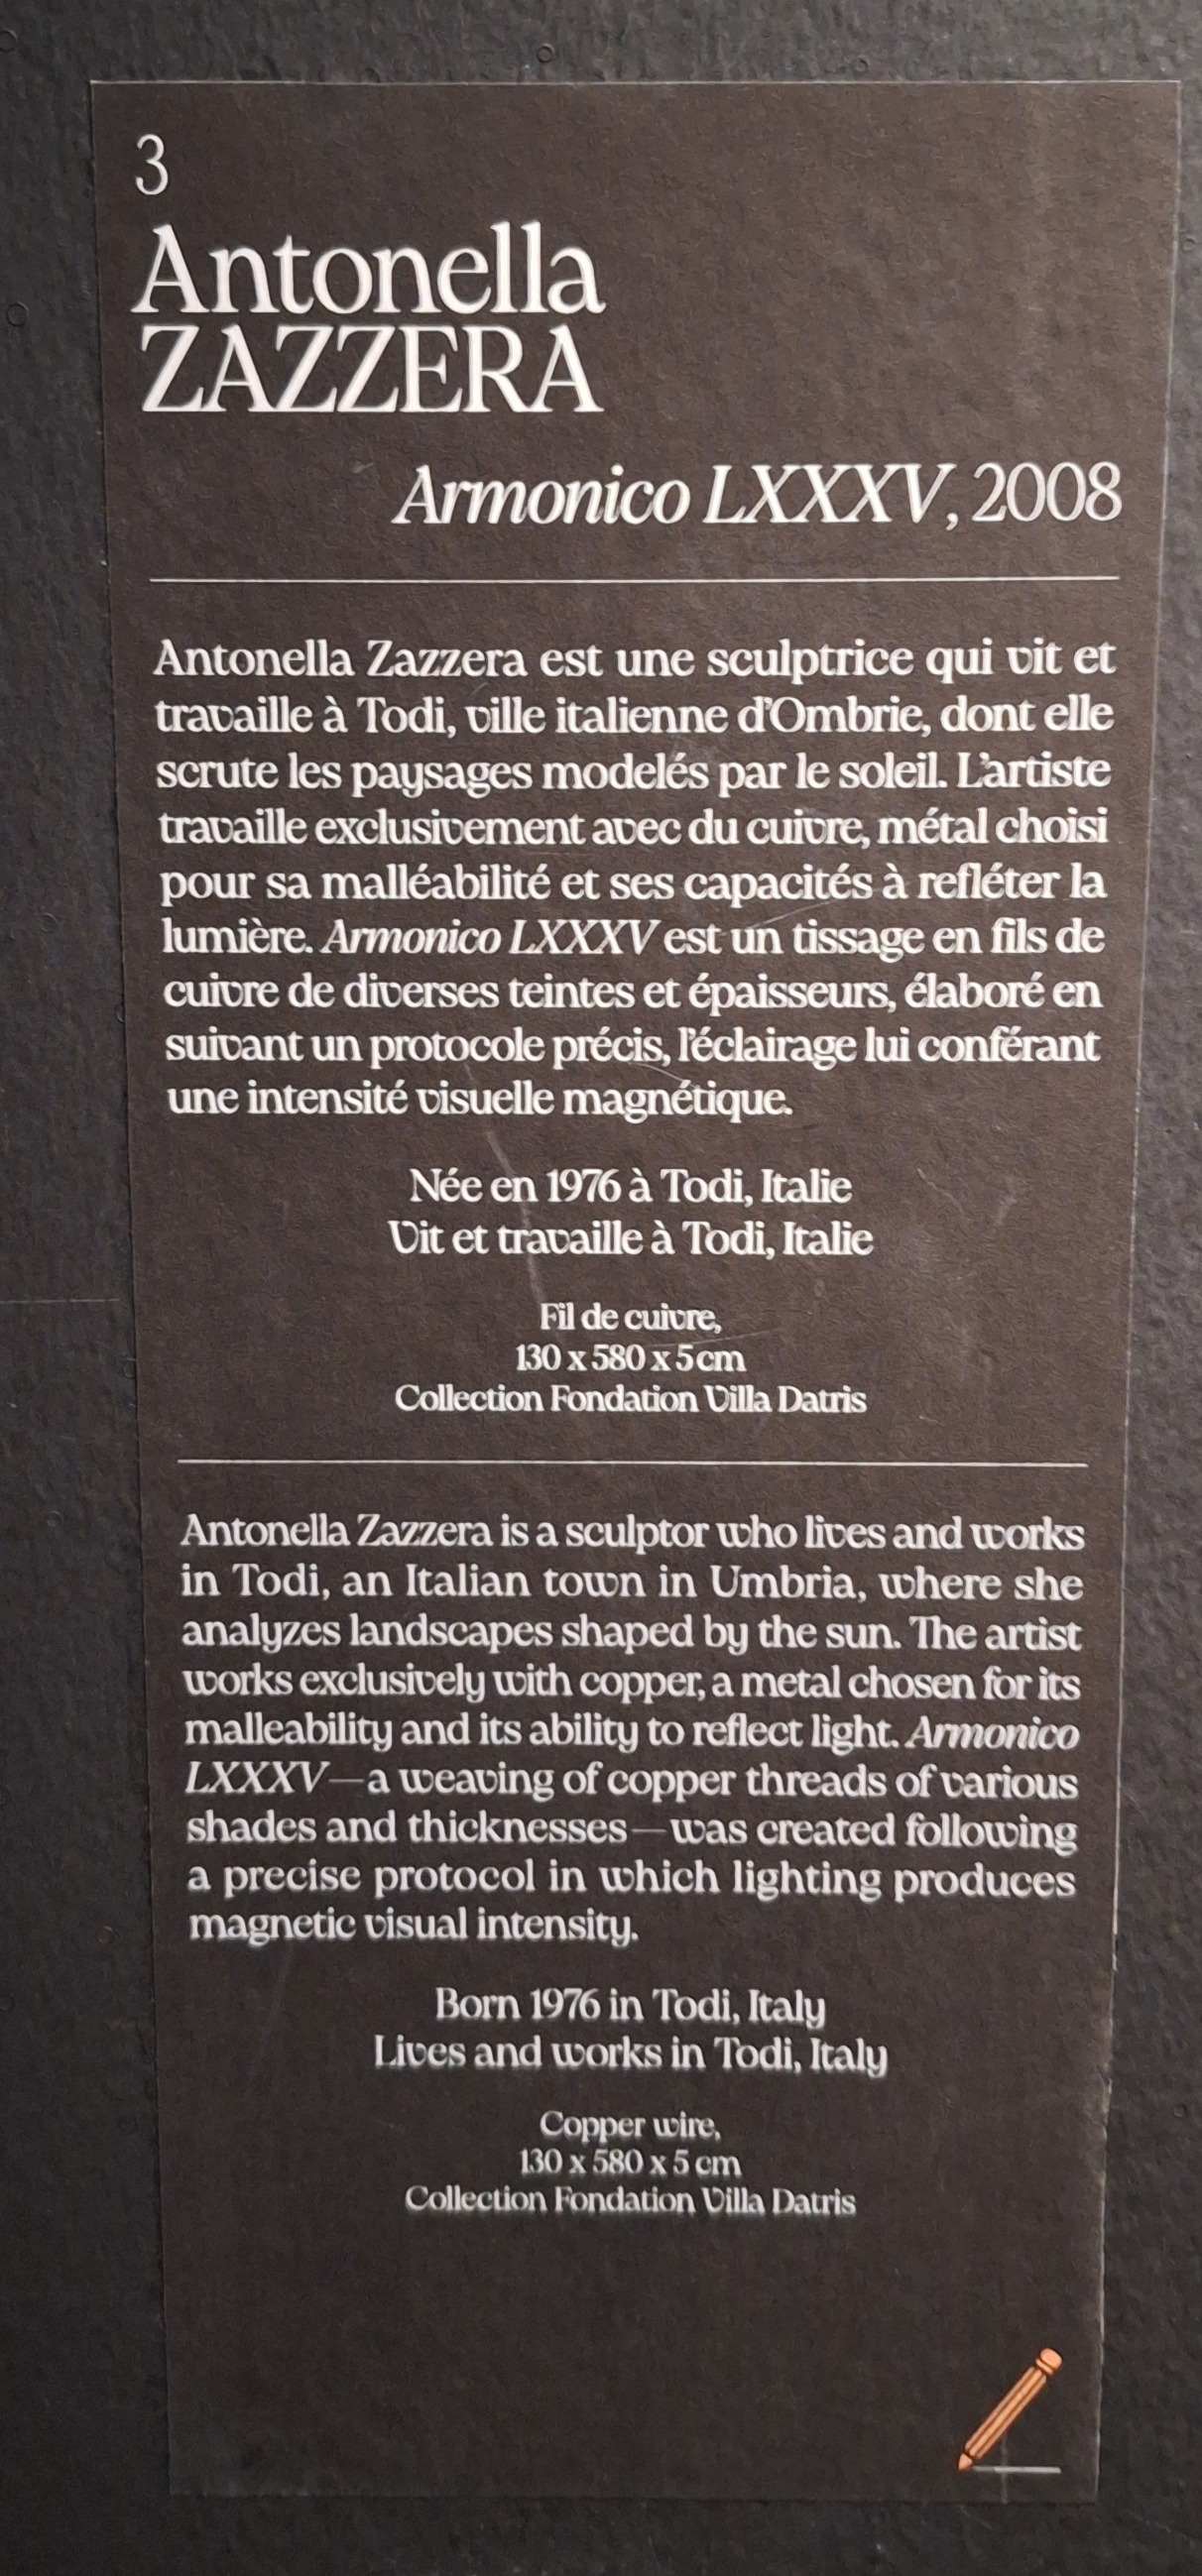 3
Antonella
ZAZZERA
Armonico LXXXV, 2008
Antonella Zazzera est une sculptrice qui vit et
travaille à Todi, ville italienne d’Ombrie, dont elle
scrute les paysages modelés par le soleil. L’artiste
travaille exclusivement avec du cuivre, métal choisi
pour sa malléabilité et ses capacités à refléter la
lumière. Armonico LXXXV est un tissage en fils de
cuivre de diverses teintes et épaisseurs, élaboré en
suivant un protocole précis, l’éclairage lui conférant
une intensité visuelle magnétique.
Née en 1976 à Todi, Italie
Vit et travaille à Todi, Italie
Fil de cuivre,
130 x 580 x 5 cm
Collection Fondation Villa Datris
Antonella Zazzera is a sculptor who lives and works
in Todi, an Italian town in Umbria, where she
analyzes landscapes shaped by the sun. The artist
works exclusively with copper, a metal chosen for its
malleability and its ability to reflect light. Armonico
LXXXV—a weaving of copper threads of various
shades and thicknesses—was created following
a precise protocol in which lighting produces
magnetic visual intensity.
Born 1976 in Todi, Italy
Lives and works in Todi, Italy
Copper wire,
130 x 580 x 5 cm
Collection Fondation Villa Datris